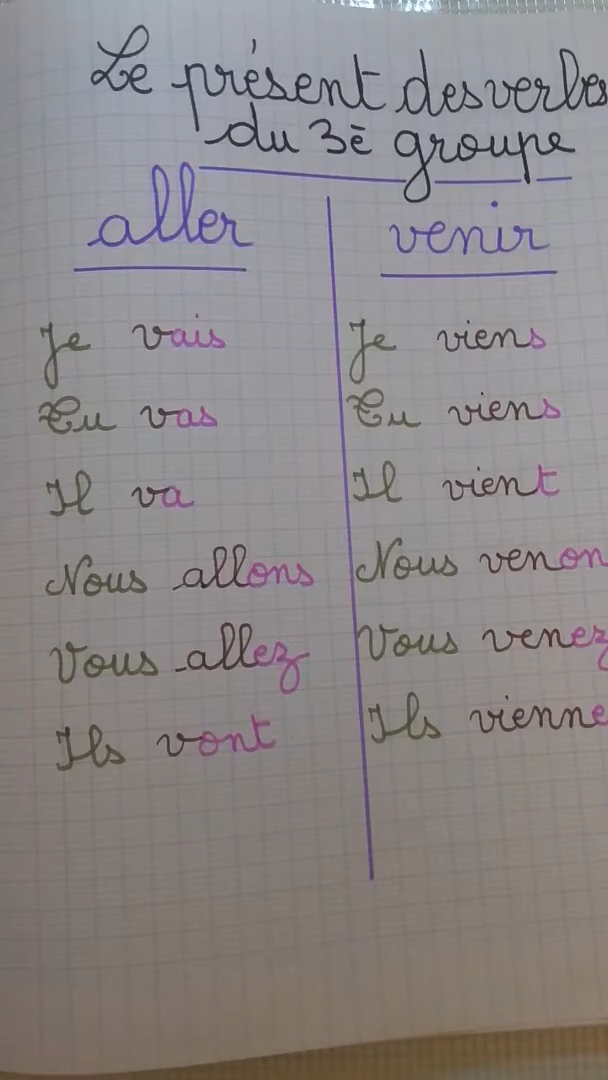 Le présent des verbes
du 3è groupe
aller
venir
Je vais
Tu vas
Il va
Nous allons
Vous allez
Ils vont
Je viens
Tu viens
Il vient
Nous venon
Vous venez
Ils vienne